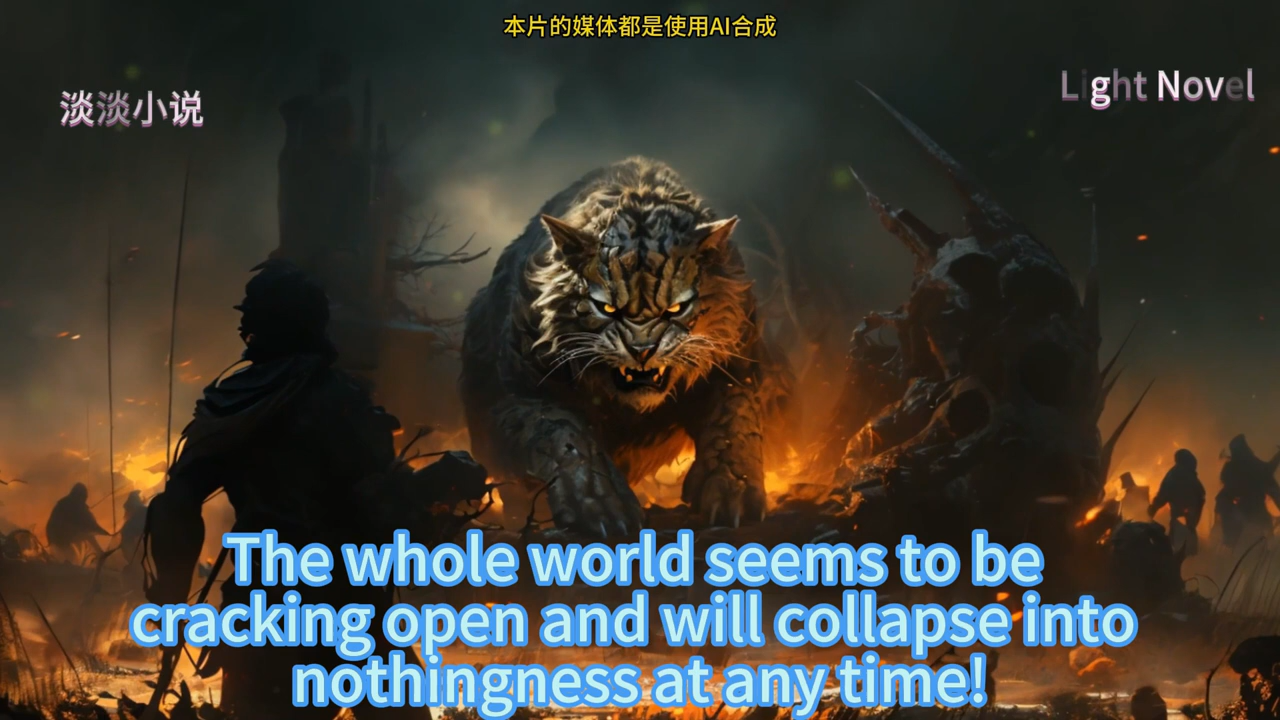 本片的媒体都是使用AI合成
淡淡小说
Light Novel
The whole world seems to be
cracking open and will collapse into
nothingness at any time!